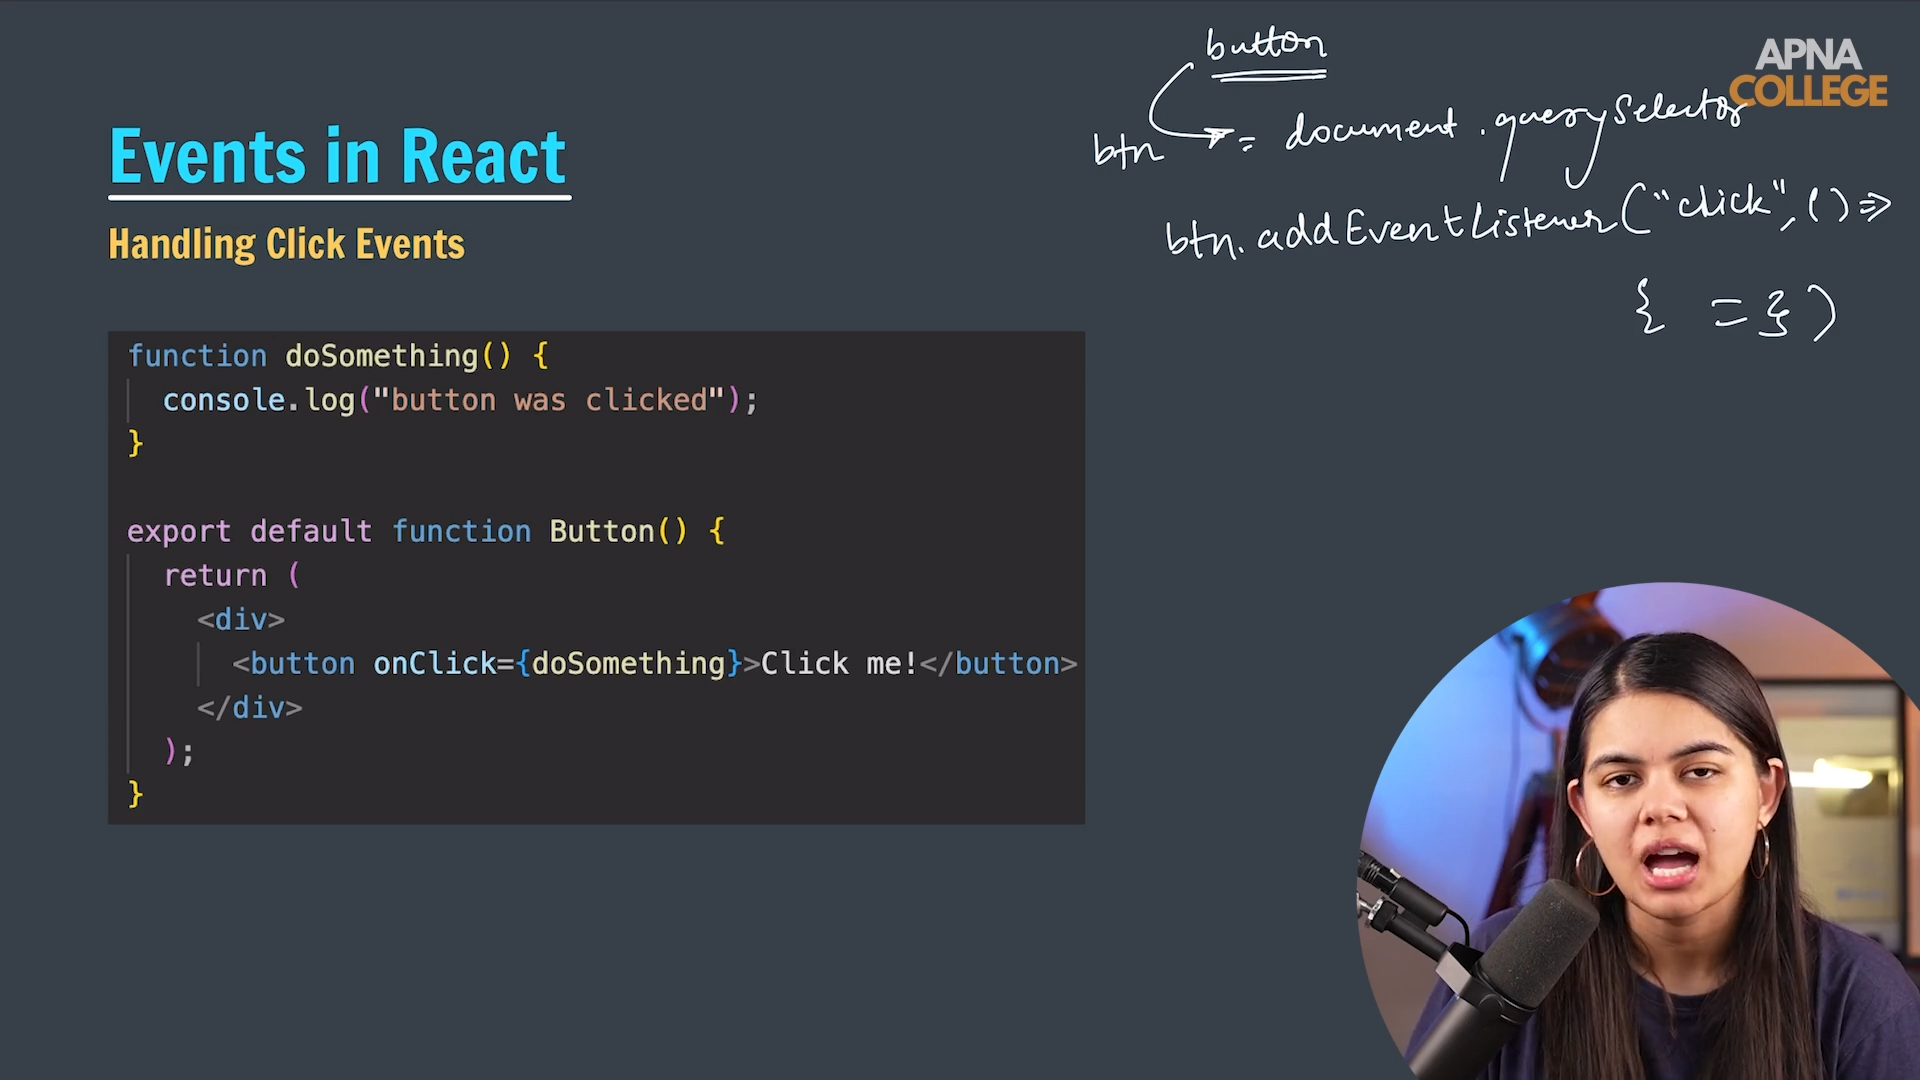 Events in React
Handling Click Events
function doSomething() {
console.log("button was clicked");
}
export default function Button() {
return (
<div>
<button onClick={doSomething}>Click me!</button>
</div>
);
}
button
btn = document.querySelector
btn.addEventListener("click", () =>
{ = })
APNA
COLLEGE